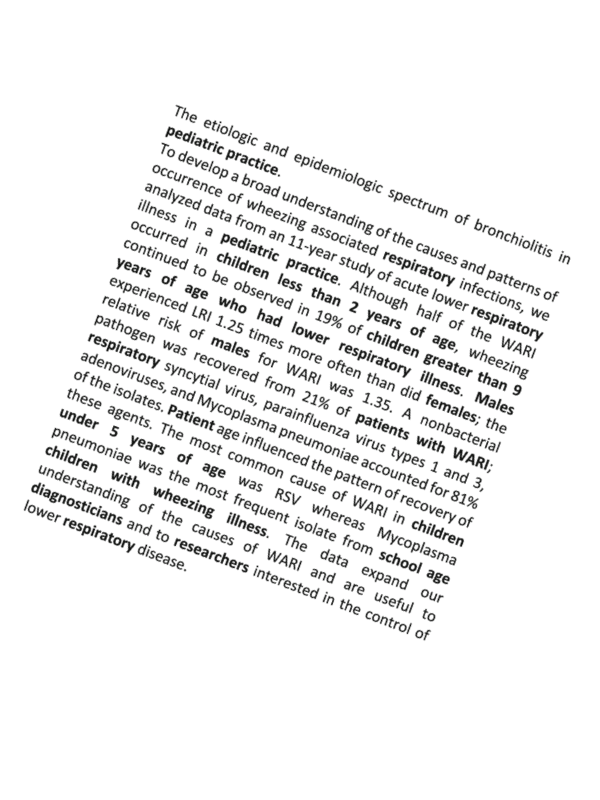 The etiologic and epidemiologic spectrum of bronchiolitis in
pediatric practice.
To develop a broad understanding of the causes and patterns of
occurrence of wheezing associated respiratory infections, we
analyzed data from an 11-year study of acute lower respiratory
illness in a pediatric practice. Although half of the WARI
occurred in children less than 2 years of age, wheezing
continued to be observed in 19% of children greater than 9
years of age who had lower respiratory illness. Males
experienced LRI 1.25 times more often than did females; the
relative risk of males for WARI was 1.35. A nonbacterial
pathogen was recovered from 21% of patients with WARI;
respiratory syncytial virus, parainfluenza virus types 1 and 3,
adenoviruses, and Mycoplasma pneumoniae accounted for 81%
of the isolates. Patient age influenced the pattern of recovery of
these agents. The most common cause of WARI in children
under 5 years of age was RSV whereas Mycoplasma
pneumoniae was the most frequent isolate from school age
children with wheezing illness. The data expand our
understanding of the causes of WARI and are useful to
diagnosticians and to researchers interested in the control of
lower respiratory disease.